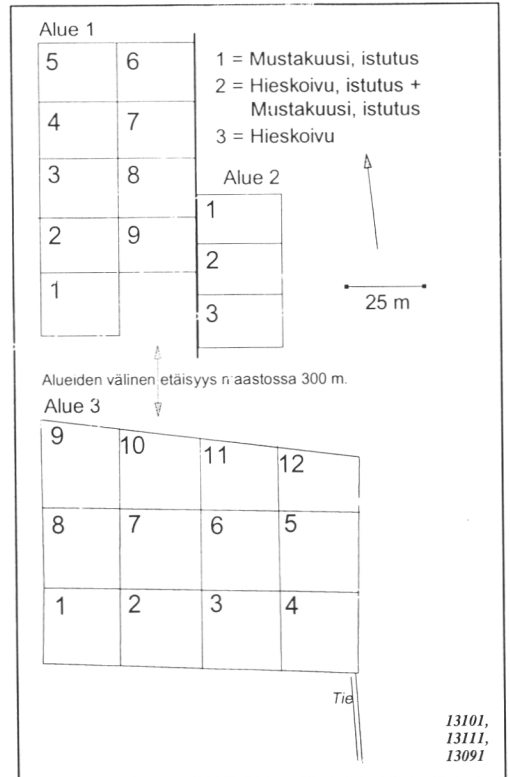 Alue 1
5 6
4 7
3 8
2 9
1
1 = Mustakuusi, istutus
2 = Hieskoivu, istutus +
Mustakuusi, istutus
3 = Hieskoivu
Alue 2
1
2
3
25 m
Alueiden välinen etäisyys maastossa 300 m.
Alue 3
9 10 11 12
8 7 6 5
1 2 3 4
Tie
13101,
13111,
13091